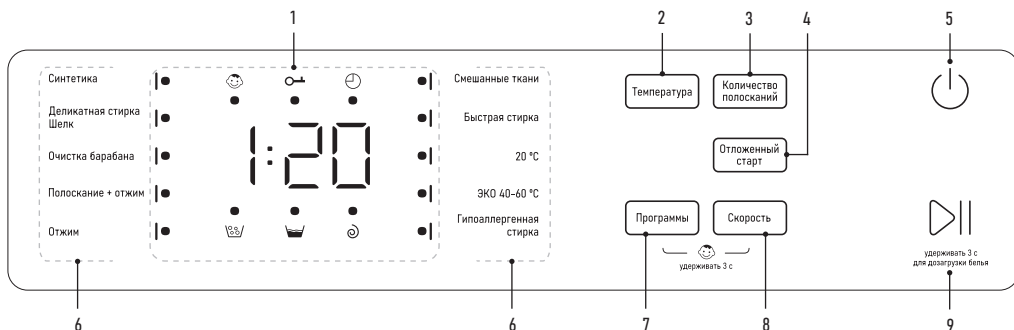 1
2
3
4
5
Синтетика
Деликатная стирка
Шелк
Очистка барабана
Полоскание + отжим
Отжим
1:20
Смешанные ткани
Быстрая стирка
20 °C
ЭКО 40–60 °C
Гипоаллергенная
стирка
Температура
Количество
полосканий
Отложенный
старт
Программы
Скорость
удерживать 3 с
удерживать 3 с
для дозагрузки белья
6
6
7
8
9